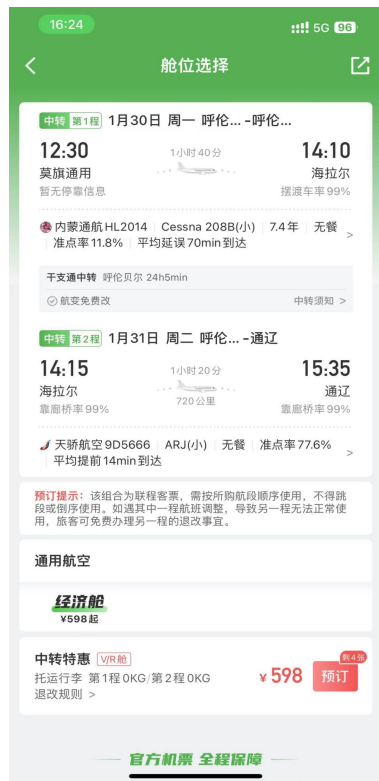 16:24
5G 96
舱位选择
中转 第1程 1月30日 周一 呼伦... -呼伦...
12:30 1小时40分 14:10
莫旗通用 海拉尔
暂无停靠信息 摆渡车率99%
内蒙通航HL2014 Cessna 208B(小) 7.4年 无餐 >
准点率11.8% 平均延误70min到达
干支通中转 呼伦贝尔 24h5min
航变免费改 中转须知 >
中转 第2程 1月31日 周二 呼伦... -通辽
14:15 1小时20分 15:35
海拉尔 720公里 通辽
靠廊桥率99% 靠廊桥率99%
天骄航空9D5666 ARJ(小) 无餐 准点率77.6% >
平均提前14min到达
预订提示：该组合为联程客票，需按所购航段顺序使用，不得跳
段或倒序使用。如遇其中一程航班调整，导致另一程无法正常使
用，旅客可免费办理另一程的退改事宜。
通用航空
经济舱
¥598起
中转特惠 V/R舱
托运行李 第1程0KG/第2程0KG
退改规则 >
¥598 预订
剩4张
官方机票 全程保障